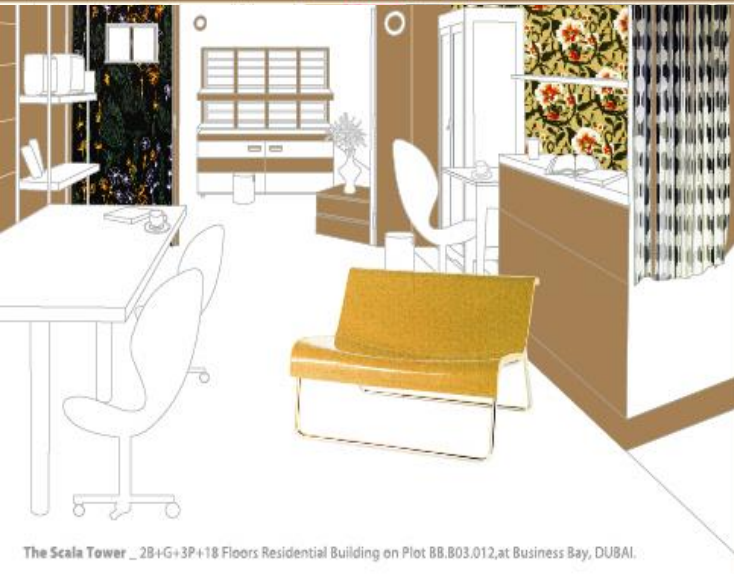 The Scala Tower _ 2B+G+3P+18 Floors Residential Building on Plot BB.B03.012,at Business Bay, DUBAI.